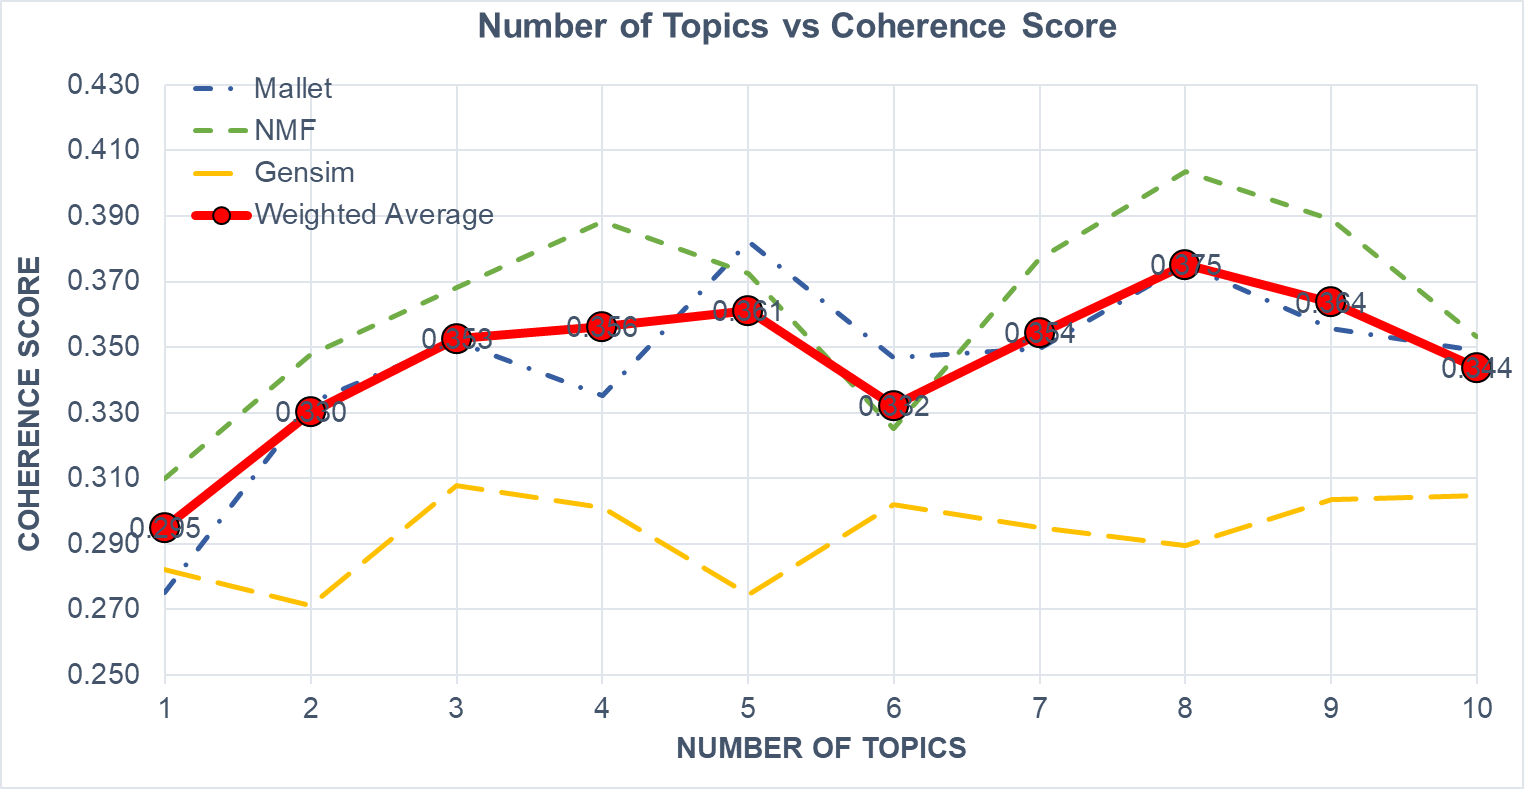 Number of Topics vs Coherence Score
0.430
0.410
0.390
0.370
0.350
0.330
0.310
0.290
0.270
0.250
COHERENCE SCORE
Mallet
NMF
Gensim
Weighted Average
0.295
0.330
0.353
0.356
0.361
0.332
0.354
0.375
0.364
0.344
1 2 3 4 5 6 7 8 9 10
NUMBER OF TOPICS